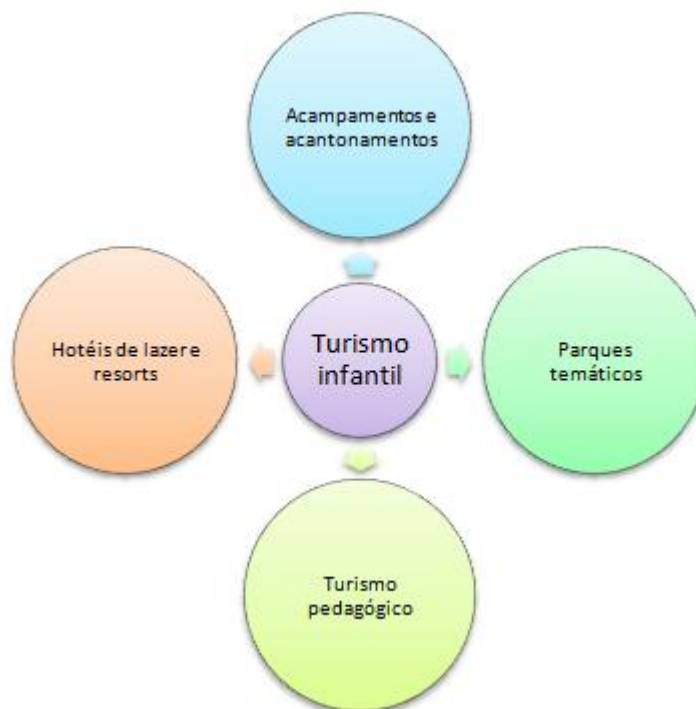 Acampamentos e
acantonamentos
Hotéis de lazer e
resorts
Turismo
infantil
Parques
temáticos
Turismo
pedagógico